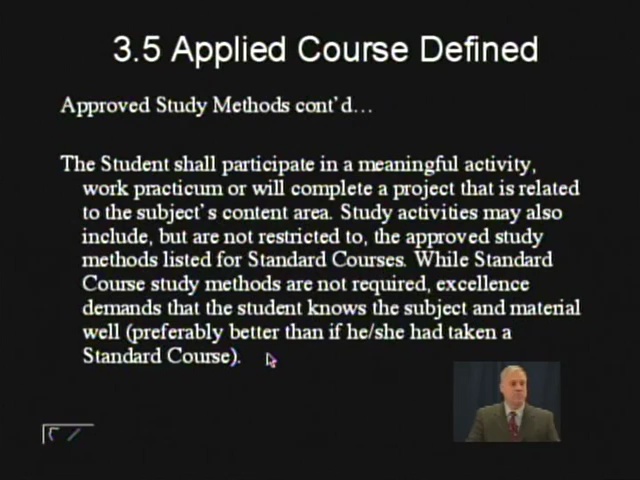 3.5 Applied Course Defined
Approved Study Methods cont'd…
The Student shall participate in a meaningful activity,
work practicum or will complete a project that is related
to the subject's content area. Study activities may also
include, but are not restricted to, the approved study
methods listed for Standard Courses. While Standard
Course study methods are not required, excellence
demands that the student knows the subject and material
well (preferably better than if he/she had taken a
Standard Course).